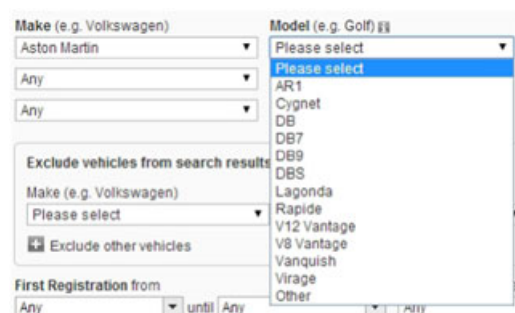 Make (e.g. Volkswagen)
Model (e.g. Golf)
Aston Martin
Please select
Any
Any
Please select
AR1
Cygnet
DB
DB7
DB9
DBS
Lagonda
Rapide
V12 Vantage
V8 Vantage
Vanquish
Virage
Other
Exclude vehicles from search results
Make (e.g. Volkswagen)
Please select
Exclude other vehicles
First Registration from
Any until Any
Any